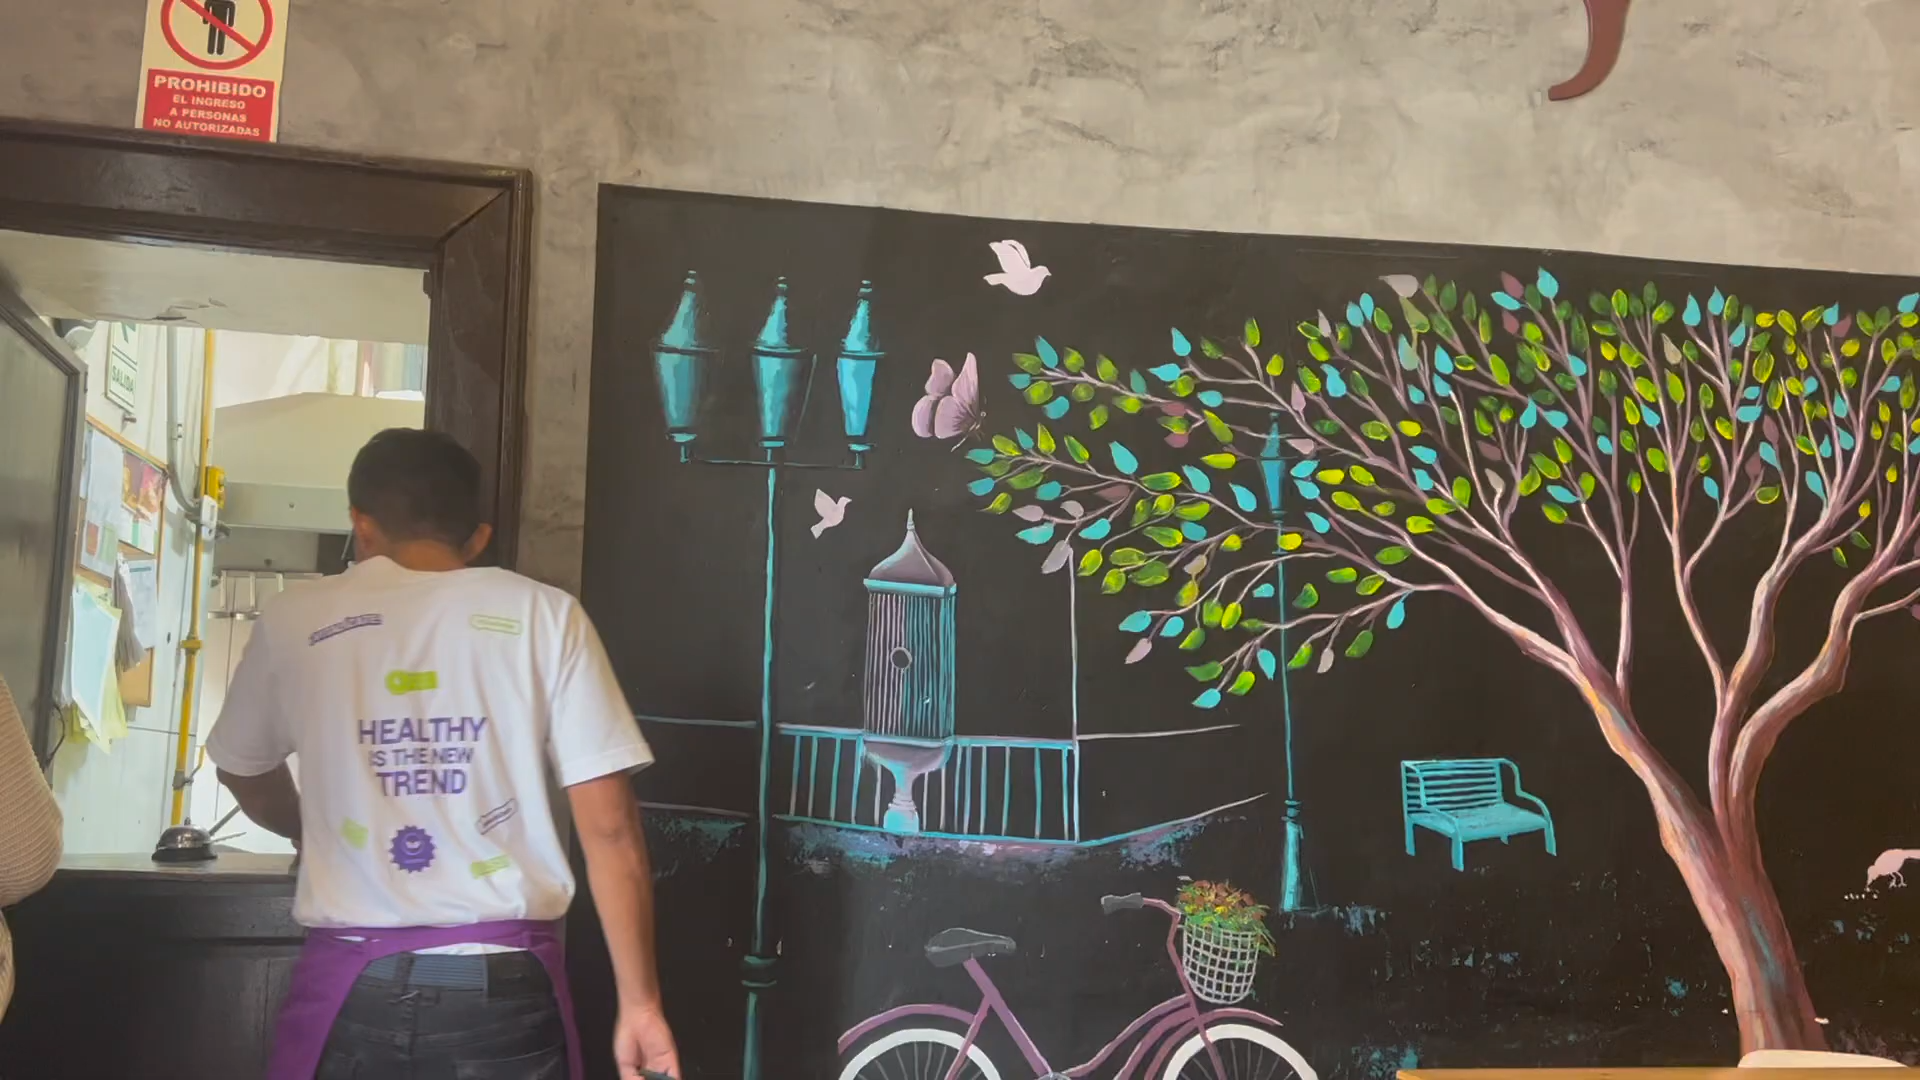 PROHIBIDO
EL INGRESO
A PERSONAS
NO AUTORIZADAS
SALIDA
HEALTHY
IS THE NEW
TREND